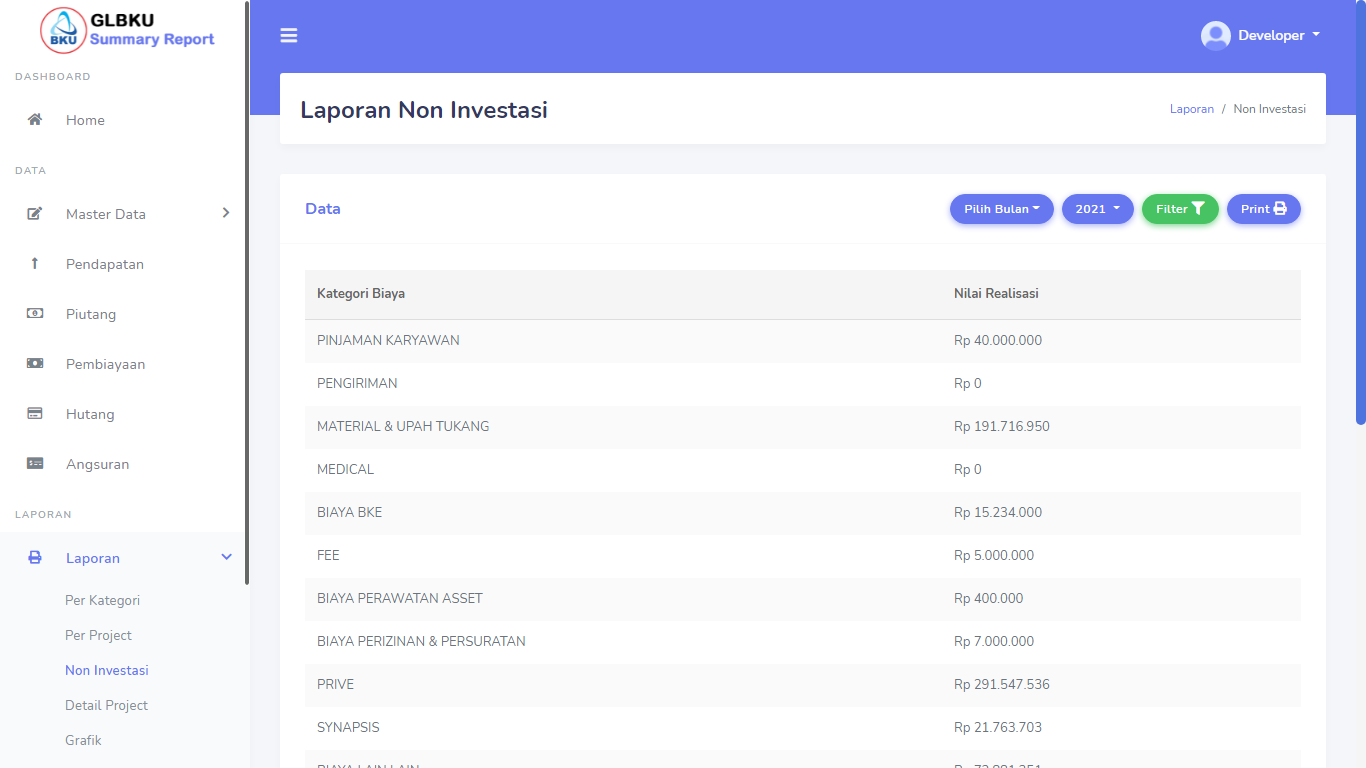 GLBKU
BKU
Summary Report
DASHBOARD
Home
DATA
Master Data
Pendapatan
Piutang
Pembiayaan
Hutang
Angsuran
LAPORAN
Laporan
Per Kategori
Per Project
Non Investasi
Detail Project
Grafik
Developer
Laporan Non Investasi
Laporan / Non Investasi
Data
Pilih Bulan
2021
Filter
Print
Kategori Biaya Nilai Realisasi
PINJAMAN KARYAWAN Rp 40.000.000
PENGIRIMAN Rp 0
MATERIAL & UPAH TUKANG Rp 191.716.950
MEDICAL Rp 0
BIAYA BKE Rp 15.234.000
FEE Rp 5.000.000
BIAYA PERAWATAN ASSET Rp 400.000
BIAYA PERIZINAN & PERSURATAN Rp 7.000.000
PRIVE Rp 291.547.536
SYNAPSIS Rp 21.763.703
BIAYA LAIN LAIN Rp